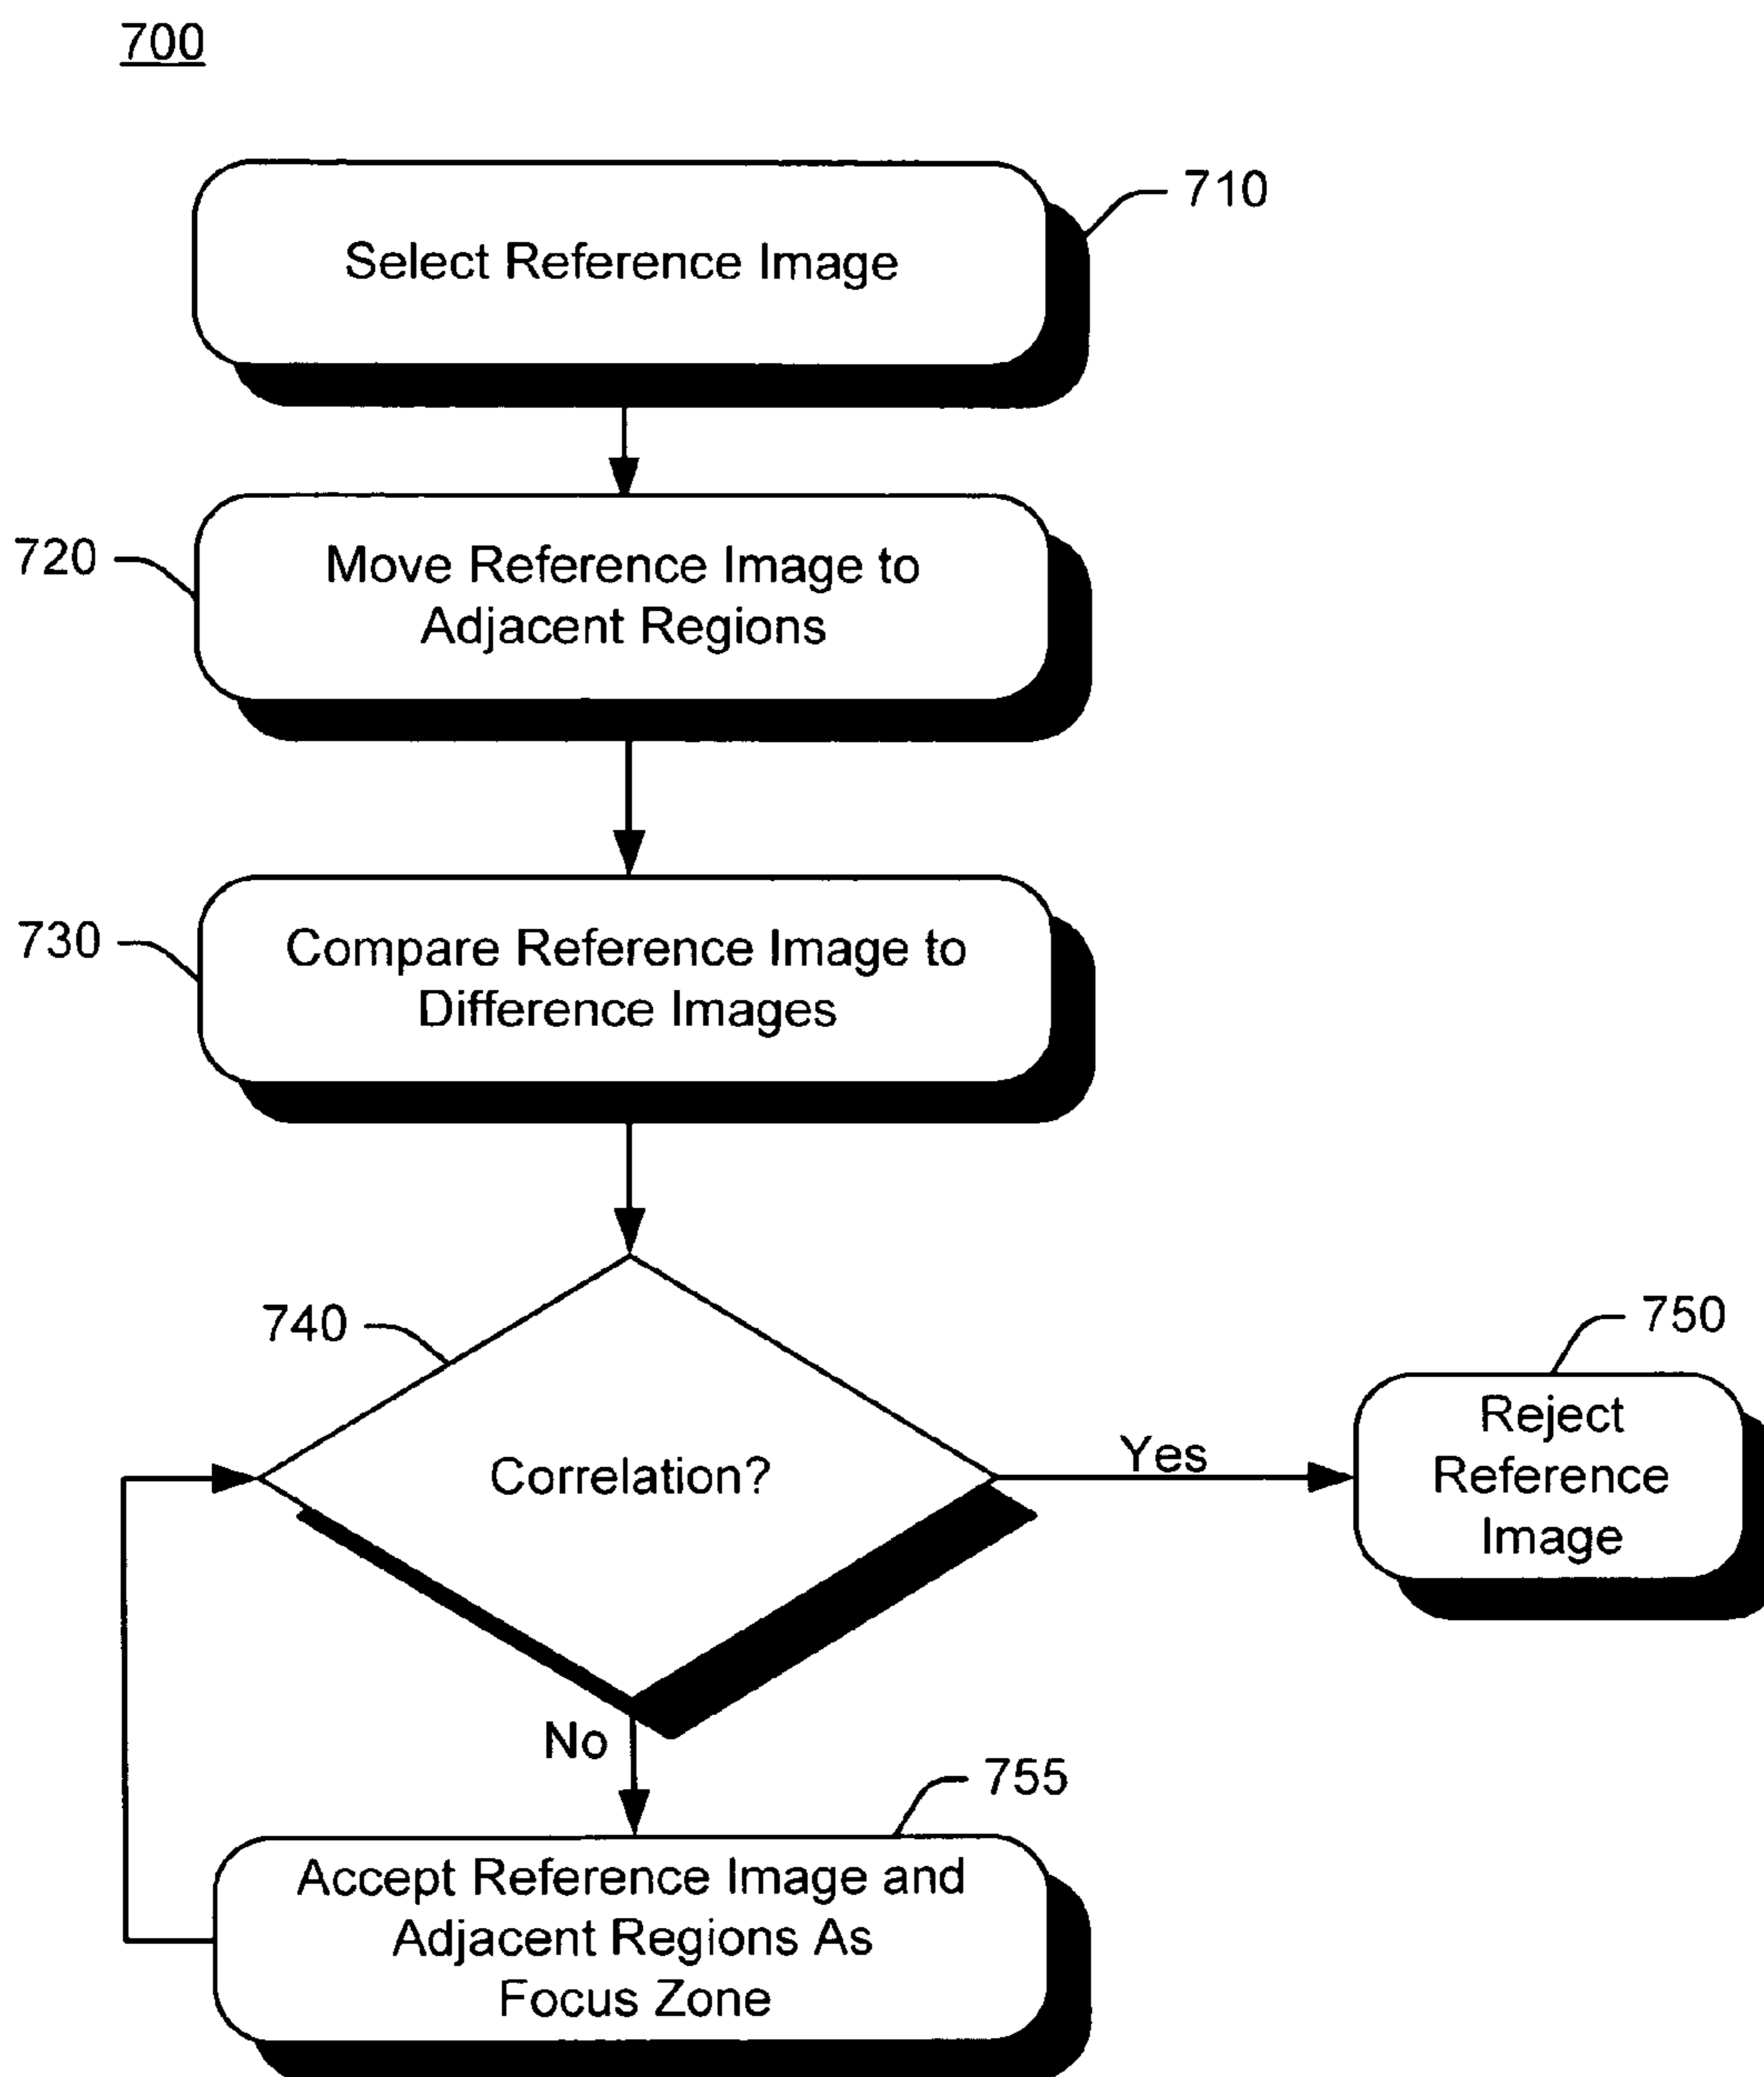 700
710
Select Reference Image
720
Move Reference Image to
Adjacent Regions
730
Compare Reference Image to
Difference Images
740
Correlation?
Yes
750
Reject
Reference
Image
No
755
Accept Reference Image and
Adjacent Regions As
Focus Zone